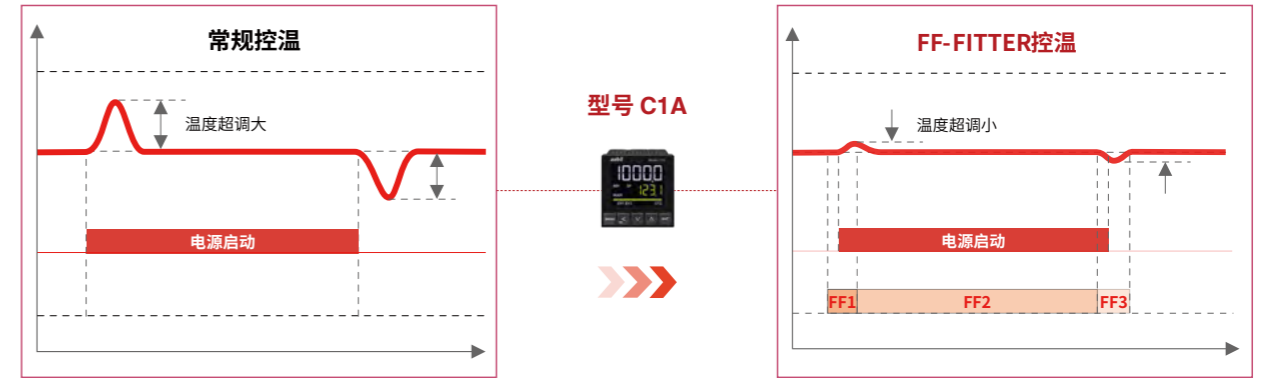 常规控温
温度超调大
电源启动
型号 C1A
1000.0
123.1
FF-FITTER控温
温度超调小
电源启动
FF1
FF2
FF3